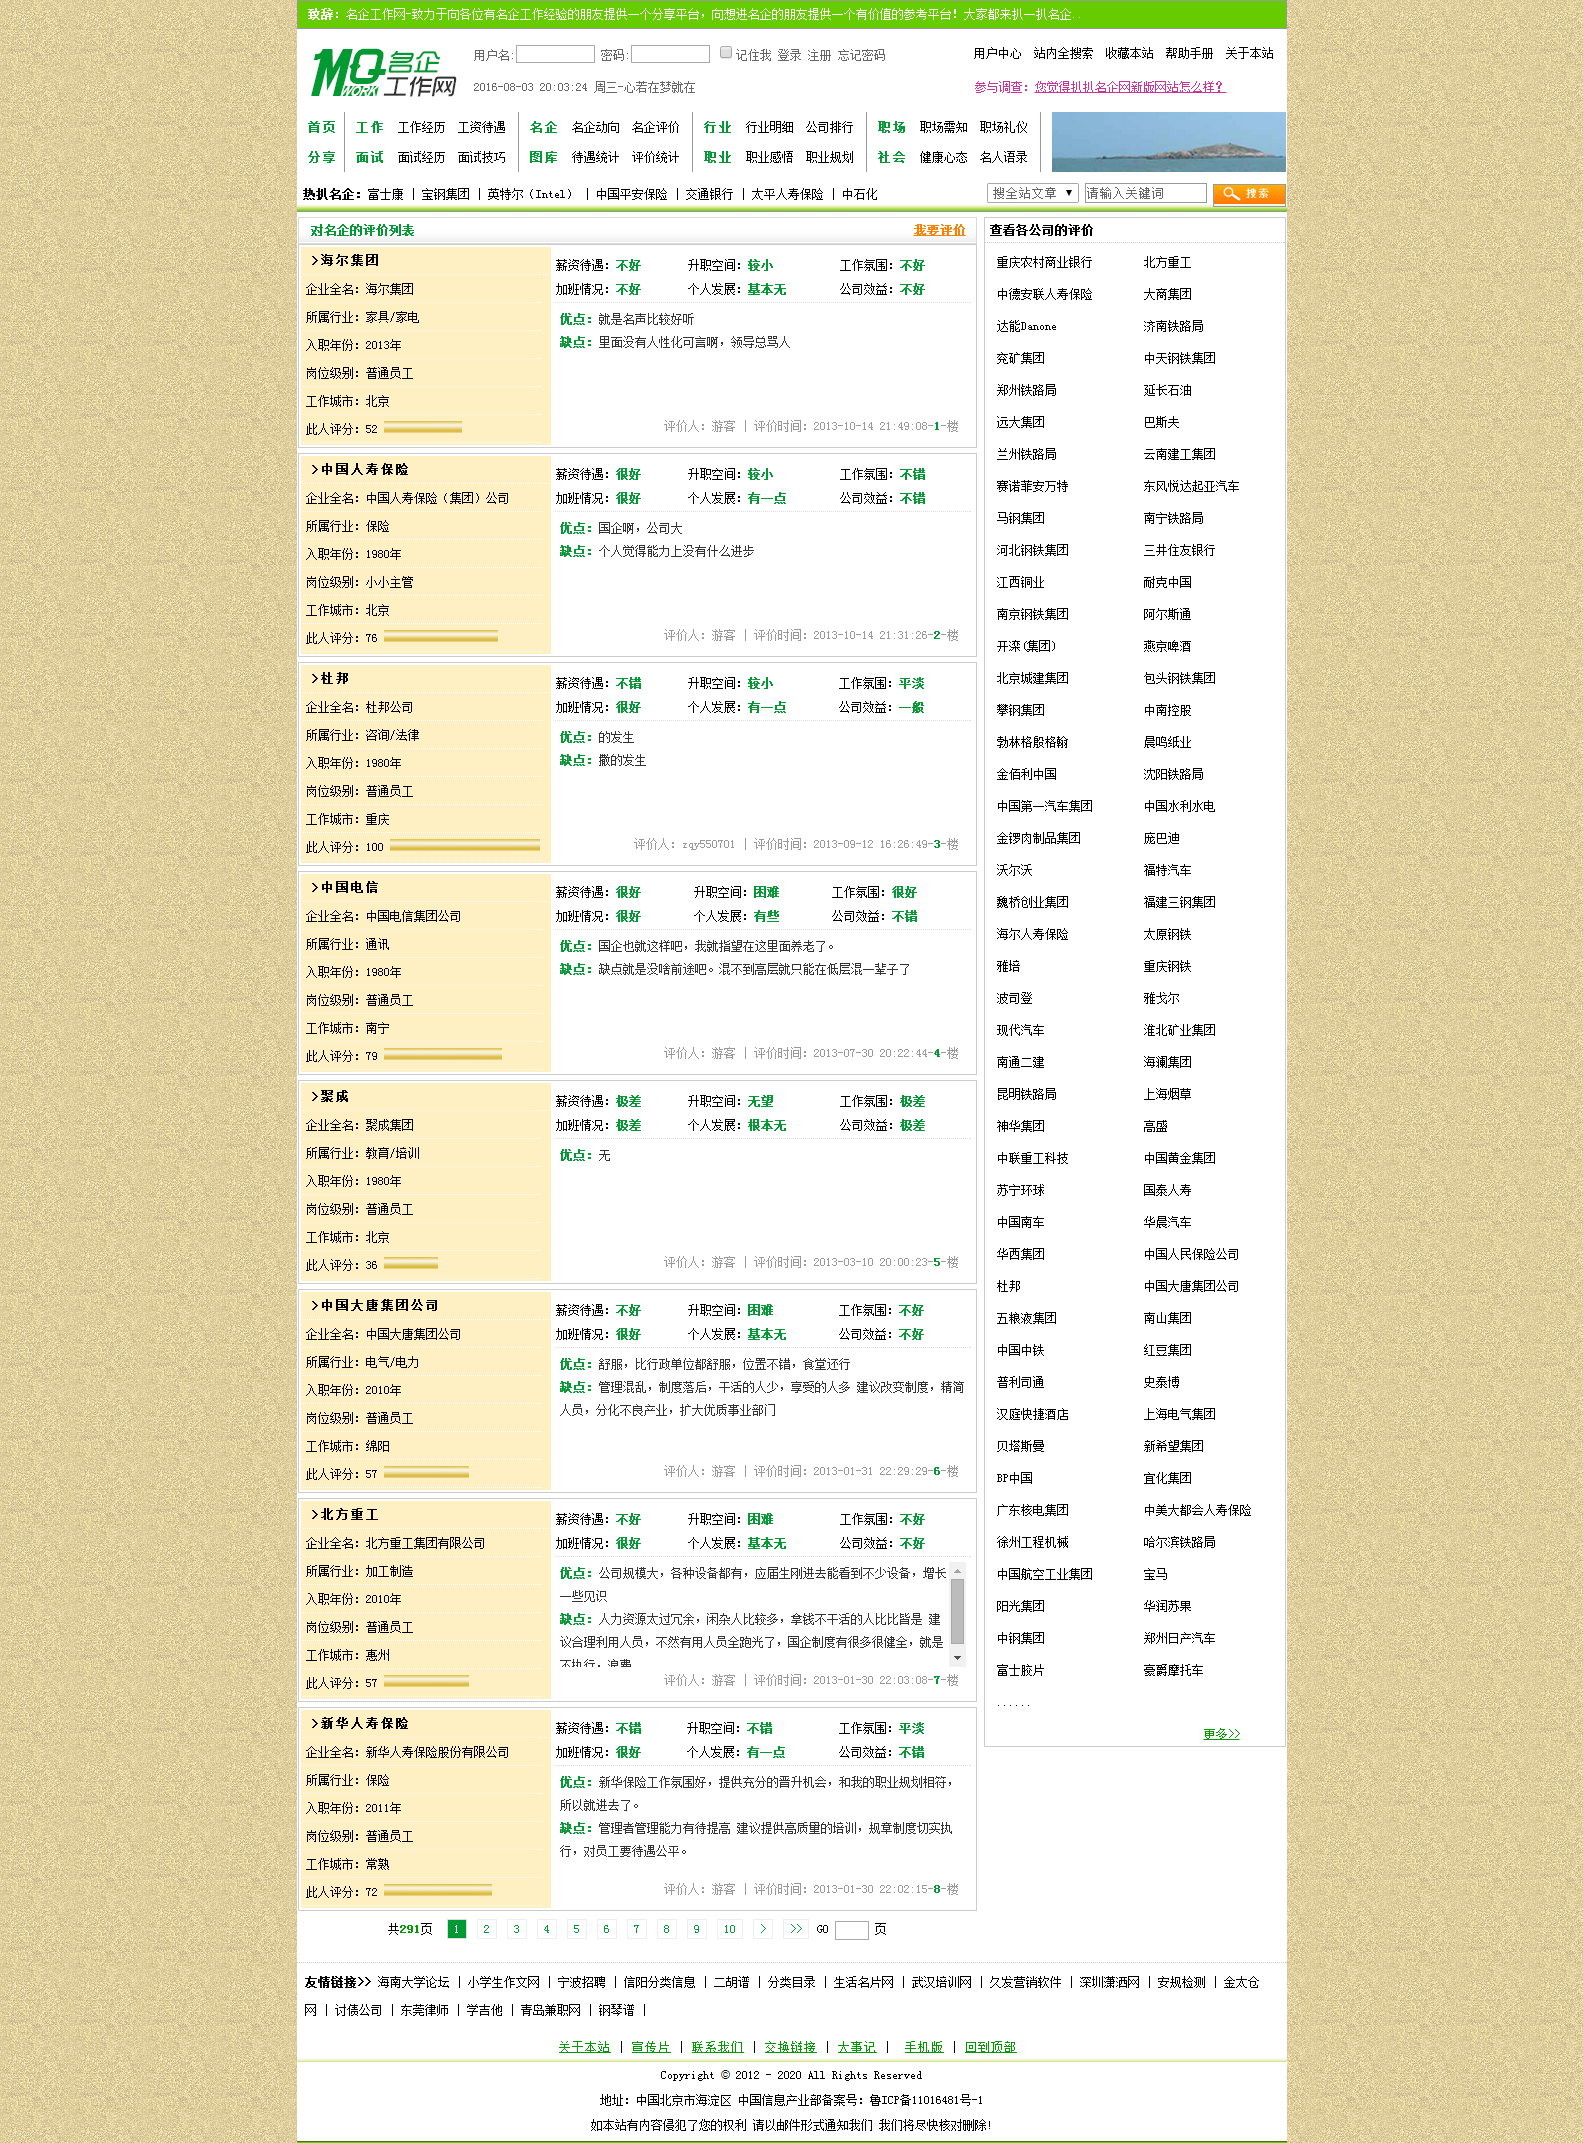 致辞：名企工作网-致力于向各位有名企工作经验的朋友提供一个分享平台，向想进名企的朋友提供一个有价值的参考平台！大家都来扒一扒名企. .
MQ WORK 名企工作网
用户名: 密码: 记住我 登录 注册 忘记密码
用户中心 站内全搜索 收藏本站 帮助手册 关于本站
2016-08-03 20:03:24 周三-心若在梦就在
参与调查：您觉得扒扒名企网新版网站怎么样？
首页 工作 工作经历 工资待遇 名企 名企动向 名企评价 行业 行业明细 公司排行 职场 职场需知 职场礼仪
分享 面试 面试经历 面试技巧 图库 待遇统计 评价统计 职业 职业感悟 职业规划 社会 健康心态 名人语录
热扒名企：富士康 | 宝钢集团 | 英特尔（Intel） | 中国平安保险 | 交通银行 | 太平人寿保险 | 中石化
搜全站文章 ▼ 请输入关键词 搜索
对名企的评价列表 我要评价
>海尔集团
企业全名：海尔集团
所属行业：家具/家电
入职年份：2013年
岗位级别：普通员工
工作城市：北京
此人评分：52
薪资待遇：不好 升职空间：较小 工作氛围：不好
加班情况：不好 个人发展：基本无 公司效益：不好
优点：就是名声比较好听
缺点：里面没有人性化可言啊，领导总骂人
评价人：游客 | 评价时间：2013-10-14 21:49:08-1-楼
>中国人寿保险
企业全名：中国人寿保险（集团）公司
所属行业：保险
入职年份：1980年
岗位级别：小小主管
工作城市：北京
此人评分：76
薪资待遇：很好 升职空间：较小 工作氛围：不错
加班情况：很好 个人发展：有一点 公司效益：不错
优点：国企啊，公司大
缺点：个人觉得能力上没有什么进步
评价人：游客 | 评价时间：2013-10-14 21:31:26-2-楼
>杜邦
企业全名：杜邦公司
所属行业：咨询/法律
入职年份：1980年
岗位级别：普通员工
工作城市：重庆
此人评分：100
薪资待遇：不错 升职空间：较小 工作氛围：平淡
加班情况：很好 个人发展：有一点 公司效益：一般
优点：的发生
缺点：撒的发生
评价人：zqy550701 | 评价时间：2013-09-12 16:26:49-3-楼
>中国电信
企业全名：中国电信集团公司
所属行业：通讯
入职年份：1980年
岗位级别：普通员工
工作城市：南宁
此人评分：79
薪资待遇：很好 升职空间：困难 工作氛围：很好
加班情况：很好 个人发展：有些 公司效益：不错
优点：国企也就这样吧，我就指望在这里面养老了。
缺点：缺点就是没啥前途吧。混不到高层就只能在低层混一辈子了
评价人：游客 | 评价时间：2013-07-30 20:22:44-4-楼
>聚成
企业全名：聚成集团
所属行业：教育/培训
入职年份：1980年
岗位级别：普通员工
工作城市：北京
此人评分：36
薪资待遇：极差 升职空间：无望 工作氛围：极差
加班情况：极差 个人发展：根本无 公司效益：极差
优点：无
评价人：游客 | 评价时间：2013-03-10 20:00:23-5-楼
>中国大唐集团公司
企业全名：中国大唐集团公司
所属行业：电气/电力
入职年份：2010年
岗位级别：普通员工
工作城市：绵阳
此人评分：57
薪资待遇：不好 升职空间：困难 工作氛围：不好
加班情况：很好 个人发展：基本无 公司效益：不好
优点：舒服，比行政单位都舒服，位置不错，食堂还行
缺点：管理混乱，制度落后，干活的人少，享受的人多 建议改变制度，精简
人员，分化不良产业，扩大优质事业部门
评价人：游客 | 评价时间：2013-01-31 22:29:29-6-楼
>北方重工
企业全名：北方重工集团有限公司
所属行业：加工制造
入职年份：2010年
岗位级别：普通员工
工作城市：惠州
此人评分：57
薪资待遇：不好 升职空间：困难 工作氛围：不好
加班情况：很好 个人发展：基本无 公司效益：不好
优点：公司规模大，各种设备都有，应届生刚进去能看到不少设备，增长
一些见识
缺点：人力资源太过冗余，闲杂人比较多，拿钱不干活的人比比皆是 建
议合理利用人员，不然有用人员全跑光了，国企制度有很多很健全，就是
不执行，浪费
评价人：游客 | 评价时间：2013-01-30 22:03:08-7-楼
>新华人寿保险
企业全名：新华人寿保险股份有限公司
所属行业：保险
入职年份：2011年
岗位级别：普通员工
工作城市：常熟
此人评分：72
薪资待遇：不错 升职空间：不错 工作氛围：平淡
加班情况：很好 个人发展：有一点 公司效益：不错
优点：新华保险工作氛围好，提供充分的晋升机会，和我的职业规划相符，
所以就进去了。
缺点：管理者管理能力有待提高 建议提供高质量的培训，规章制度切实执
行，对员工要待遇公平。
评价人：游客 | 评价时间：2013-01-30 22:02:15-8-楼
共291页 1 2 3 4 5 6 7 8 9 10 > >> GO 页
查看各公司的评价
重庆农村商业银行 北方重工
中德安联人寿保险 大商集团
达能Danone 济南铁路局
兖矿集团 中天钢铁集团
郑州铁路局 延长石油
远大集团 巴斯夫
兰州铁路局 云南建工集团
赛诺菲安万特 东风悦达起亚汽车
马钢集团 南宁铁路局
河北钢铁集团 三井住友银行
江西铜业 耐克中国
南京钢铁集团 阿尔斯通
开滦(集团) 燕京啤酒
北京城建集团 包头钢铁集团
攀钢集团 中南控股
勃林格殷格翰 晨鸣纸业
金佰利中国 沈阳铁路局
中国第一汽车集团 中国水利水电
金锣肉制品集团 庞巴迪
沃尔沃 福特汽车
魏桥创业集团 福建三钢集团
海尔人寿保险 太原钢铁
雅培 重庆钢铁
波司登 雅戈尔
现代汽车 淮北矿业集团
南通二建 海澜集团
昆明铁路局 上海烟草
神华集团 高盛
中联重工科技 中国黄金集团
苏宁环球 国泰人寿
中国南车 华晨汽车
华西集团 中国人民保险公司
杜邦 中国大唐集团公司
五粮液集团 南山集团
中国中铁 红豆集团
普利司通 史泰博
汉庭快捷酒店 上海电气集团
贝塔斯曼 新希望集团
BP中国 宜化集团
广东核电集团 中美大都会人寿保险
徐州工程机械 哈尔滨铁路局
中国航空工业集团 宝马
阳光集团 华润苏果
中钢集团 郑州日产汽车
富士胶片 豪爵摩托车
......
更多>>
友情链接>> 海南大学论坛 | 小学生作文网 | 宁波招聘 | 信阳分类信息 | 二胡谱 | 分类目录 | 生活名片网 | 武汉培训网 | 久发营销软件 | 深圳潇洒网 | 安规检测 | 金太仓
网 | 讨债公司 | 东莞律师 | 学吉他 | 青岛兼职网 | 钢琴谱 |
关于本站 | 宣传片 | 联系我们 | 交换链接 | 大事记 | 手机版 | 回到顶部
Copyright © 2012 - 2020 All Rights Reserved
地址：中国北京市海淀区 中国信息产业部备案号：鲁ICP备11016481号-1
如本站有内容侵犯了您的权利 请以邮件形式通知我们 我们将尽快核对删除!